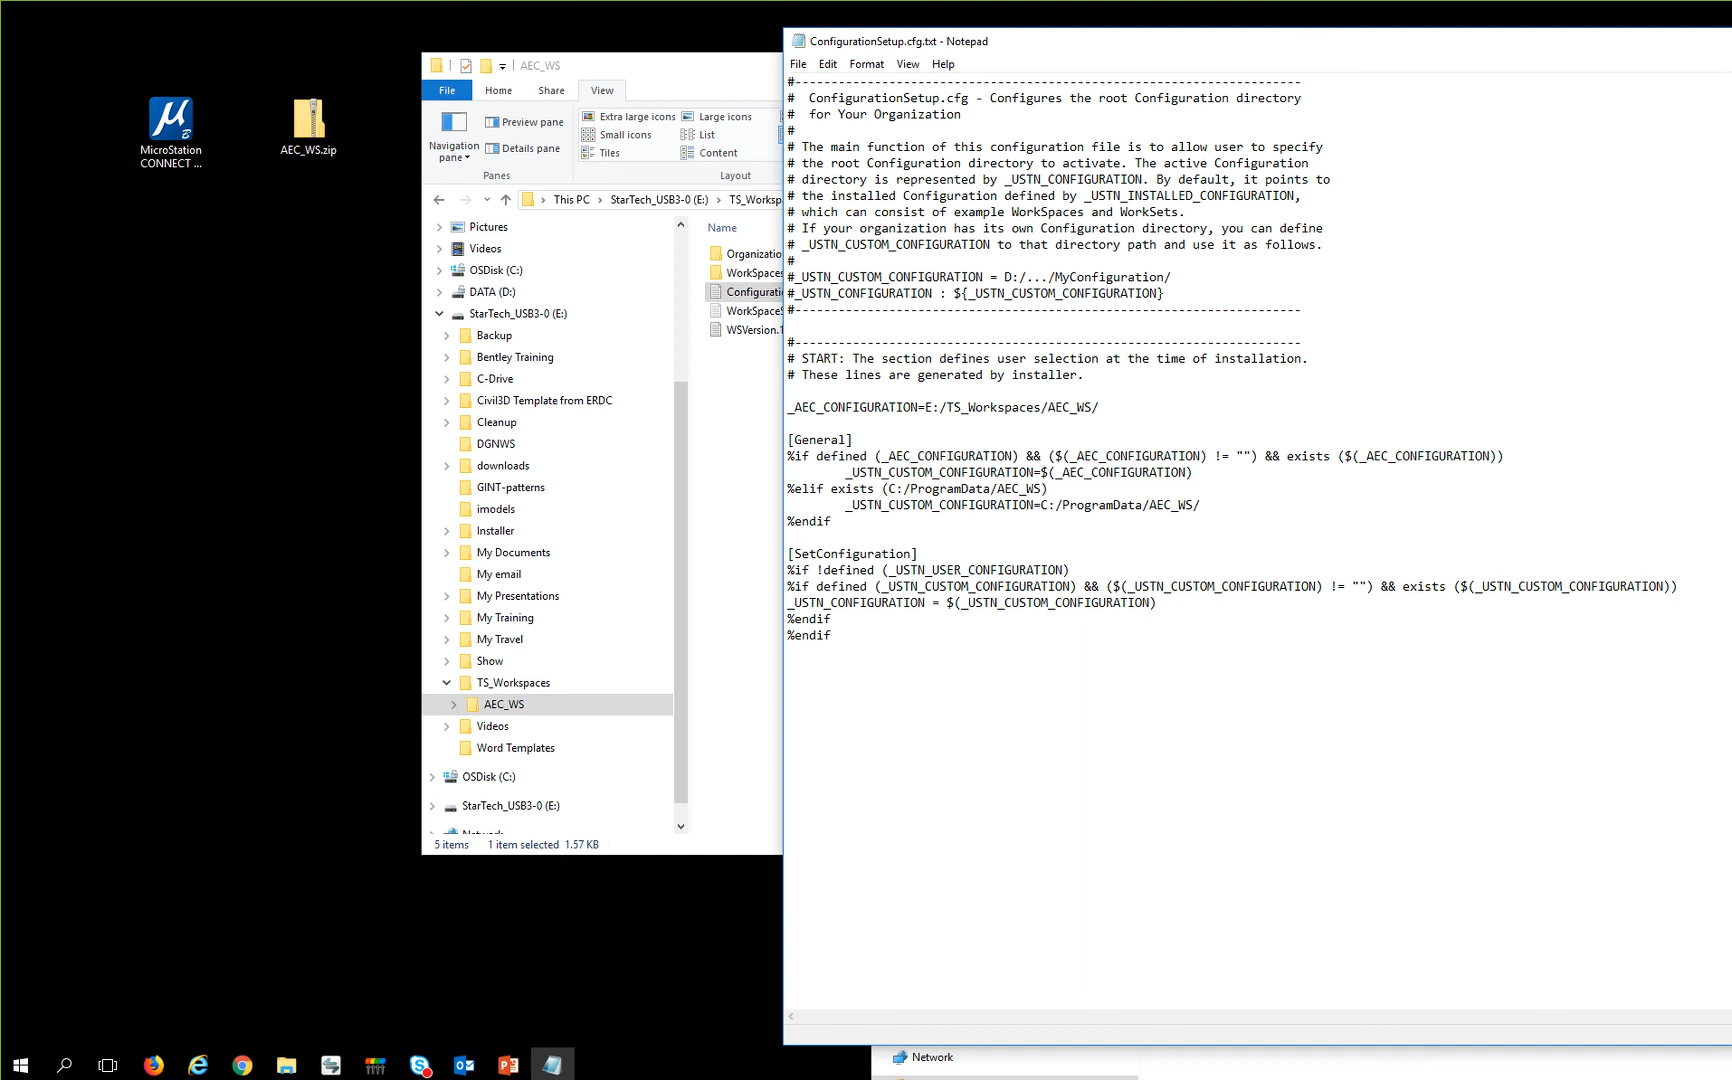 MicroStation
CONNECT ...
AEC_WS.zip
AEC_WS
File
Home
Share
View
Navigation
pane
Preview pane
Details pane
Panes
Extra large icons
Large icons
Small icons
List
Tiles
Content
Layout
This PC
StarTech_USB3-0 (E:)
TS_Worksp
Pictures
Videos
OSDisk (C:)
DATA (D:)
StarTech_USB3-0 (E:)
Backup
Bentley Training
C-Drive
Civil3D Template from ERDC
Cleanup
DGNWS
downloads
GINT-patterns
imodels
Installer
My Documents
My email
My Presentations
My Training
My Travel
Show
TS_Workspaces
AEC_WS
Videos
Word Templates
OSDisk (C:)
StarTech_USB3-0 (E:)
Network
5 items 1 item selected 1.57 KB
Name
Organizatio
WorkSpaces
Configurati
WorkSpaceS
WSVersion.1
ConfigurationSetup.cfg.txt - Notepad
File Edit Format View Help
#-----------------------------------------------------------------------
# ConfigurationSetup.cfg - Configures the root Configuration directory
# for Your Organization
#
# The main function of this configuration file is to allow user to specify
# the root Configuration directory to activate. The active Configuration
# directory is represented by _USTN_CONFIGURATION. By default, it points to
# the installed Configuration defined by _USTN_INSTALLED_CONFIGURATION,
# which can consist of example WorkSpaces and WorkSets.
# If your organization has its own Configuration directory, you can define
# _USTN_CUSTOM_CONFIGURATION to that directory path and use it as follows.
#
#_USTN_CUSTOM_CONFIGURATION = D:/.../MyConfiguration/
#_USTN_CONFIGURATION : ${_USTN_CUSTOM_CONFIGURATION}
#-----------------------------------------------------------------------
#-----------------------------------------------------------------------
# START: The section defines user selection at the time of installation.
# These lines are generated by installer.
_AEC_CONFIGURATION=E:/TS_Workspaces/AEC_WS/
[General]
%if defined (_AEC_CONFIGURATION) && ($(_AEC_CONFIGURATION) != "") && exists ($(_AEC_CONFIGURATION))
_USTN_CUSTOM_CONFIGURATION=$(_AEC_CONFIGURATION)
%elif exists (C:/ProgramData/AEC_WS)
_USTN_CUSTOM_CONFIGURATION=C:/ProgramData/AEC_WS/
%endif
[SetConfiguration]
%if !defined (_USTN_USER_CONFIGURATION)
%if defined (_USTN_CUSTOM_CONFIGURATION) && ($(_USTN_CUSTOM_CONFIGURATION) != "") && exists ($(_USTN_CUSTOM_CONFIGURATION))
_USTN_CONFIGURATION = $(_USTN_CUSTOM_CONFIGURATION)
%endif
%endif
Network